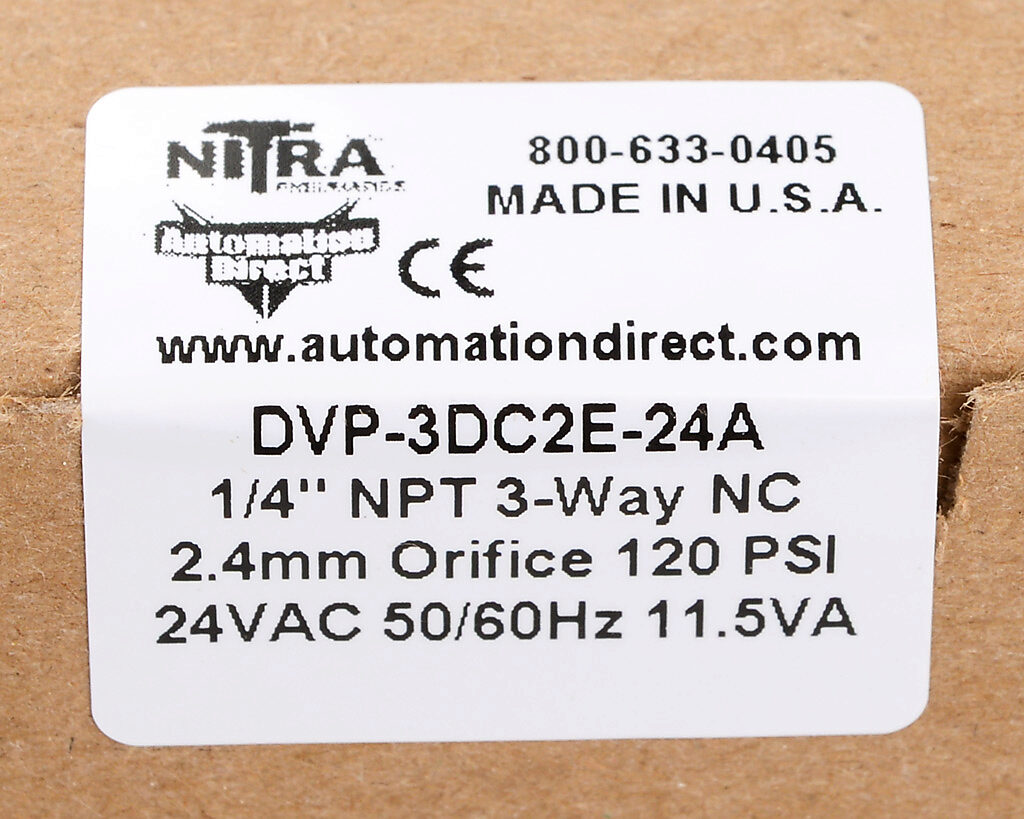 NITRA
PNEUMATICS
800-633-0405
MADE IN U.S.A.
Automation
Direct
CE
www.automationdirect.com
DVP-3DC2E-24A
1/4" NPT 3-Way NC
2.4mm Orifice 120 PSI
24VAC 50/60Hz 11.5VA